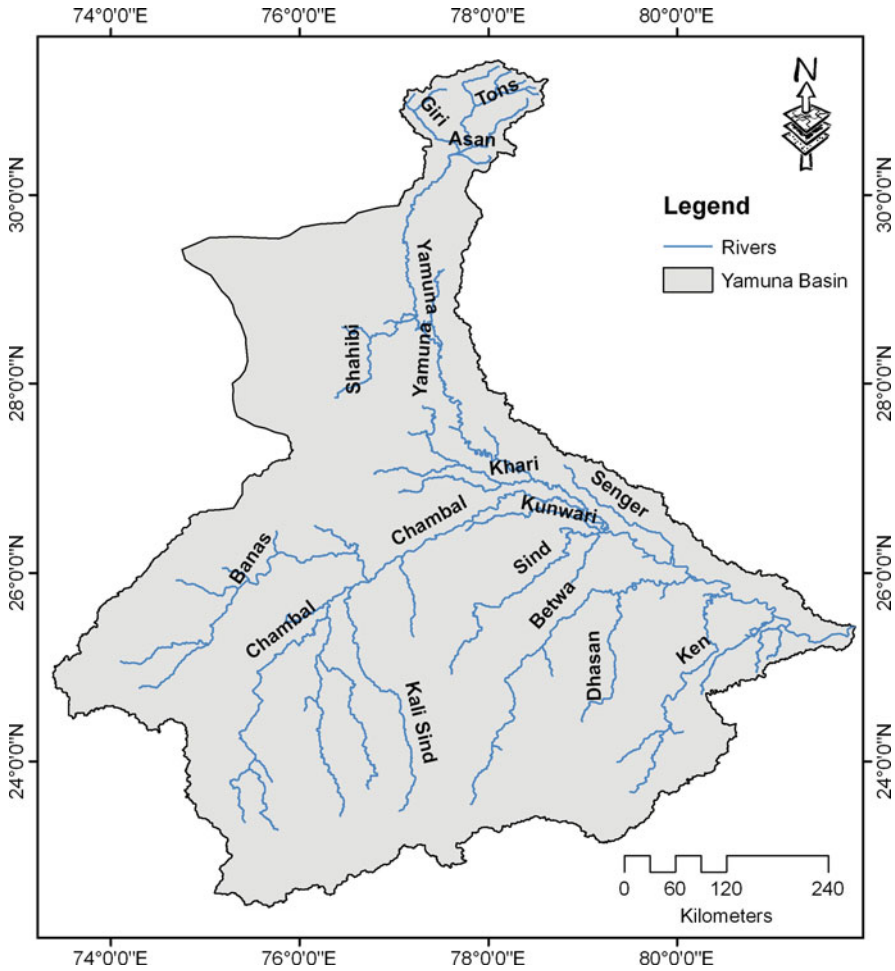 74°0'0"E 76°0'0"E 78°0'0"E 80°0'0"E
N
Tons
Giri
Asan
30°0'0"N
30°0'0"N
Legend
Rivers
Yamuna Basin
Yamuna
Yamuna
Shahibi
28°0'0"N
28°0'0"N
Khari
Senger
Kunwari
Chambal
Banas
Sind
26°0'0"N
26°0'0"N
Betwa
Chambal
Dhasan
Ken
Kali Sind
24°0'0"N
24°0'0"N
0 60 120 240
Kilometers
74°0'0"E 76°0'0"E 78°0'0"E 80°0'0"E